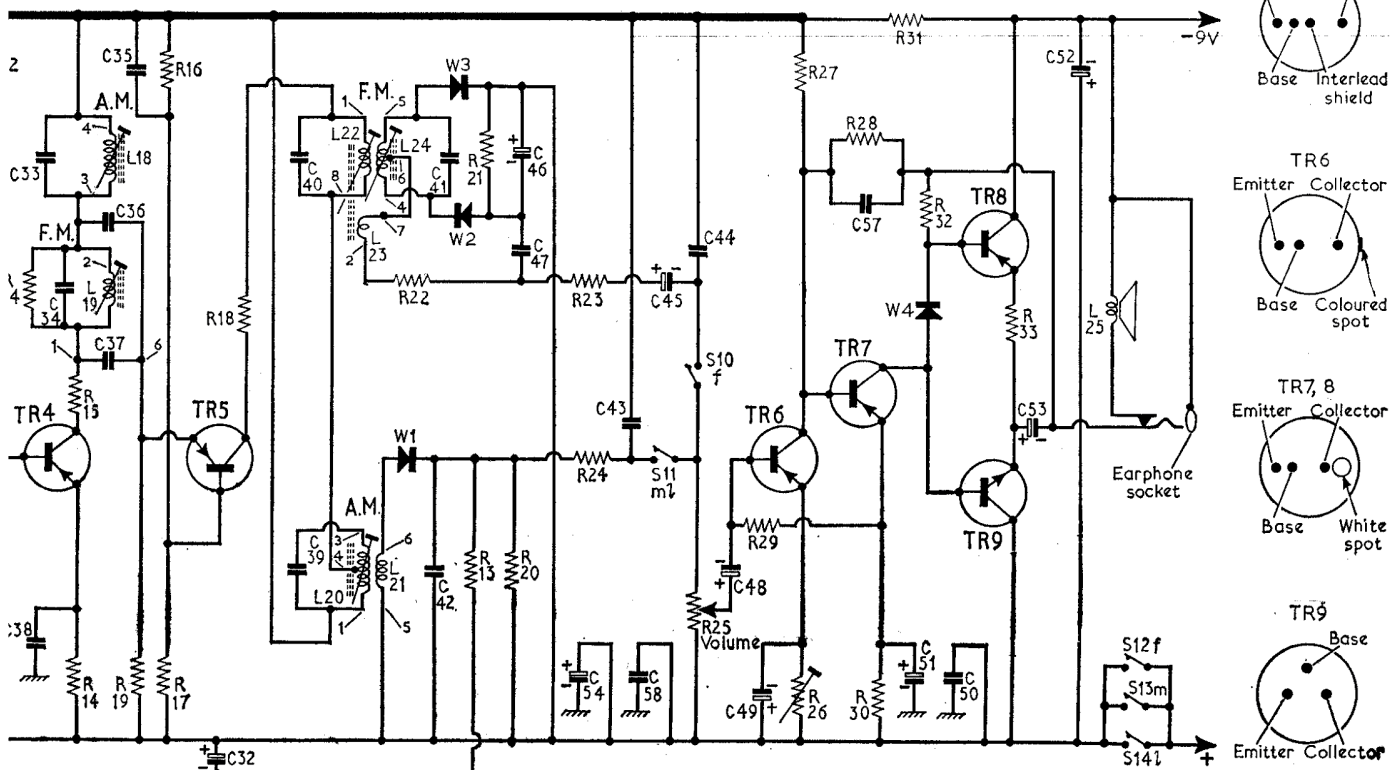 C35
R16
2
A.M.
4
C33
L18
3
C36
F.M.
2
4
C
34
L
19
1
C37
6
R
15
TR4
TR5
R18
C38
R
14
R
19
R
17
C32
W3
F.M.
1
5
L22
L24
C
40
8
6
C
41
4
7
L
23
2
W2
R
21
C
46
C
47
R22
R23
C45
C44
S10
f
C43
W1
R24
S11
ml
A.M.
C
39
3
4
6
L20
L
21
1
5
C
42
R
13
R
20
R25
Volume
C
54
C
58
R31
-9V
R27
R28
C57
R
32
TR8
W4
R
33
TR7
TR6
C53
TR9
R29
C48
C49
R
26
R
30
C
51
C
50
C52
L
25
Earphone
socket
S12f
S13m
S14l
+
Base Interlead
shield
TR6
Emitter Collector
Base Coloured
spot
TR7, 8
Emitter Collector
Base White
spot
TR9
Base
Emitter Collector